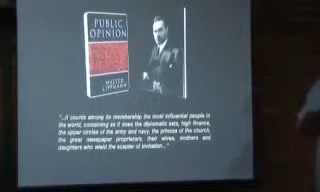 PUBLIC
OPINION
WALTER
LIPPMANN
"...it counts among its membership the most influential people in
the world, containing as it does the diplomatic sets, high finance,
the upper circles of the army and navy, the princes of the church,
the great newspaper proprietors, their wives, mothers and
daughters who wield the scepter of invitation..."